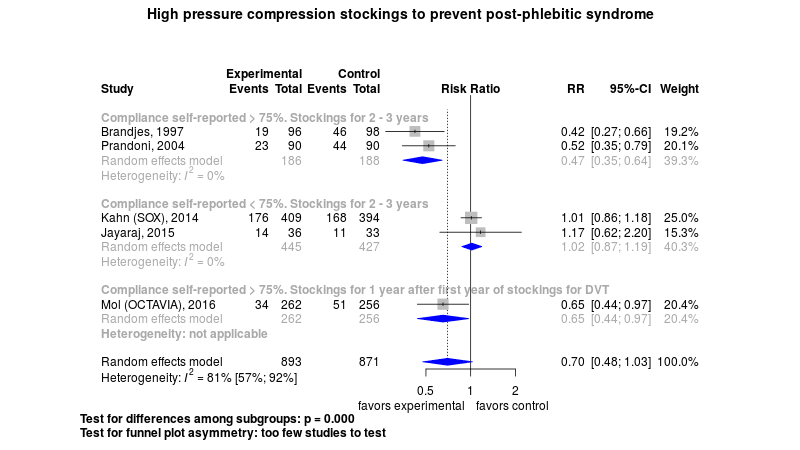 High pressure compression stockings to prevent post-phlebitic syndrome
Experimental Control
Study Events Total Events Total Risk Ratio RR 95%-CI Weight
Compliance self-reported > 75%. Stockings for 2 - 3 years
Brandjes, 1997 19 96 46 98 0.42 [0.27; 0.66] 19.2%
Prandoni, 2004 23 90 44 90 0.52 [0.35; 0.79] 20.1%
Random effects model 186 188 0.47 [0.35; 0.64] 39.3%
Heterogeneity: I² = 0%
Compliance self-reported < 75%. Stockings for 2 - 3 years
Kahn (SOX), 2014 176 409 168 394 1.01 [0.86; 1.18] 25.0%
Jayaraj, 2015 14 36 11 33 1.17 [0.62; 2.20] 15.3%
Random effects model 445 427 1.02 [0.87; 1.19] 40.3%
Heterogeneity: I² = 0%
Compliance self-reported > 75%. Stockings for 1 year after first year of stockings for DVT
Mol (OCTAVIA), 2016 34 262 51 256 0.65 [0.44; 0.97] 20.4%
Random effects model 262 256 0.65 [0.44; 0.97] 20.4%
Heterogeneity: not applicable
Random effects model 893 871 0.70 [0.48; 1.03] 100.0%
Heterogeneity: I² = 81% [57%; 92%]
0.5 1 2
favors experimental favors control
Test for differences among subgroups: p = 0.000
Test for funnel plot asymmetry: too few studies to test